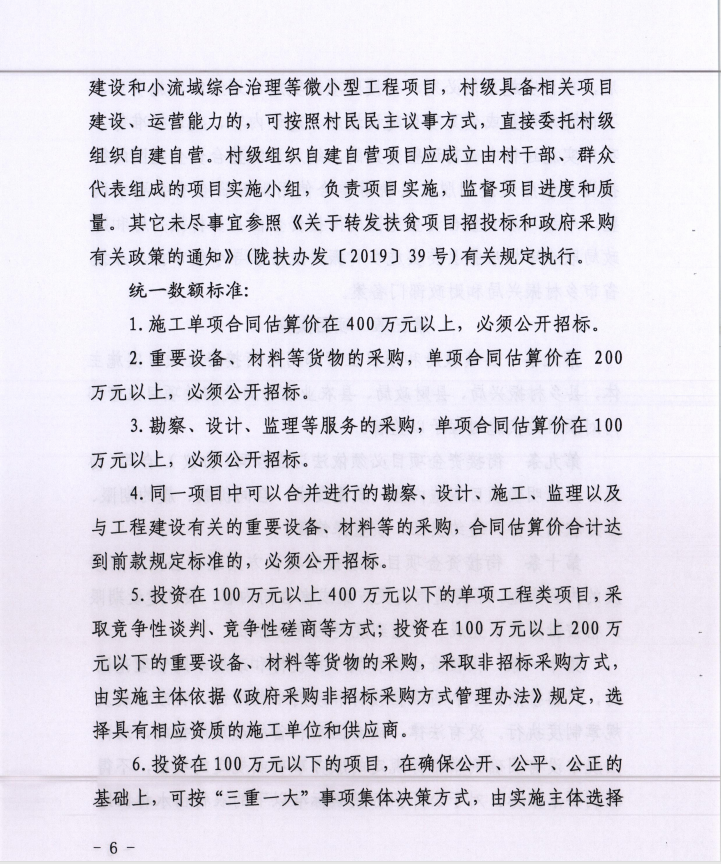 建设和小流域综合治理等微小型工程项目，村级具备相关项目
建设、运营能力的，可按照村民民主议事方式，直接委托村级
组织自建自营。村级组织自建自营项目应成立由村干部、群众
代表组成的项目实施小组，负责项目实施，监督项目进度和质
量。其它未尽事宜参照《关于转发扶贫项目招投标和政府采购
有关政策的通知》(陇扶办发〔2019〕39号)有关规定执行。
统一数额标准：
1.施工单项合同估算价在400万元以上，必须公开招标。
2.重要设备、材料等货物的采购，单项合同估算价在 200
万元以上，必须公开招标。
3.勘察、设计、监理等服务的采购，单项合同估算价在100
万元以上，必须公开招标。
4.同一项目中可以合并进行的勘察、设计、施工、监理以及
与工程建设有关的重要设备、材料等的采购，合同估算价合计达
到前款规定标准的，必须公开招标。
5.投资在100万元以上400万元以下的单项工程类项目，采
取竞争性谈判、竞争性磋商等方式；投资在100万元以上200万
元以下的重要设备、材料等货物的采购，采取非招标采购方式，
由实施主体依据《政府采购非招标采购方式管理办法》规定，选
择具有相应资质的施工单位和供应商。
6.投资在100万元以下的项目，在确保公开、公平、公正的
基础上，可按“三重一大”事项集体决策方式，由实施主体选择
- 6 -